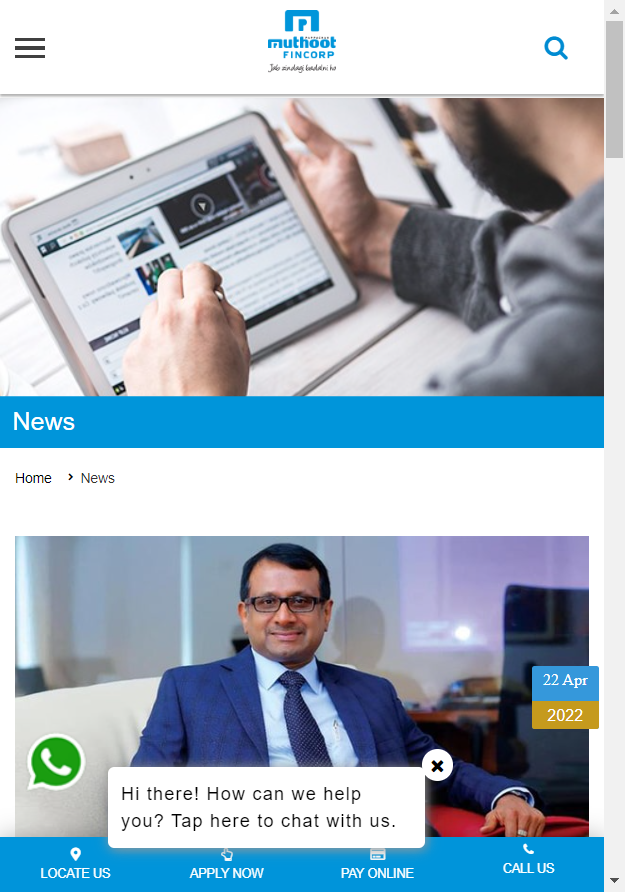 muthoot
FINCORP
Jab zindagi badalni ho
News
Home > News
22 Apr
2022
Hi there! How can we help
you? Tap here to chat with us.
LOCATE US
APPLY NOW
PAY ONLINE
CALL US